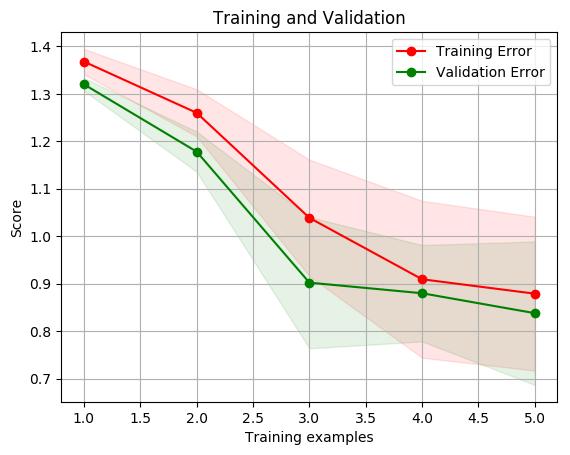 Training and Validation
Training Error
Validation Error
Score
1.4
1.3
1.2
1.1
1.0
0.9
0.8
0.7
1.0 1.5 2.0 2.5 3.0 3.5 4.0 4.5 5.0
Training examples